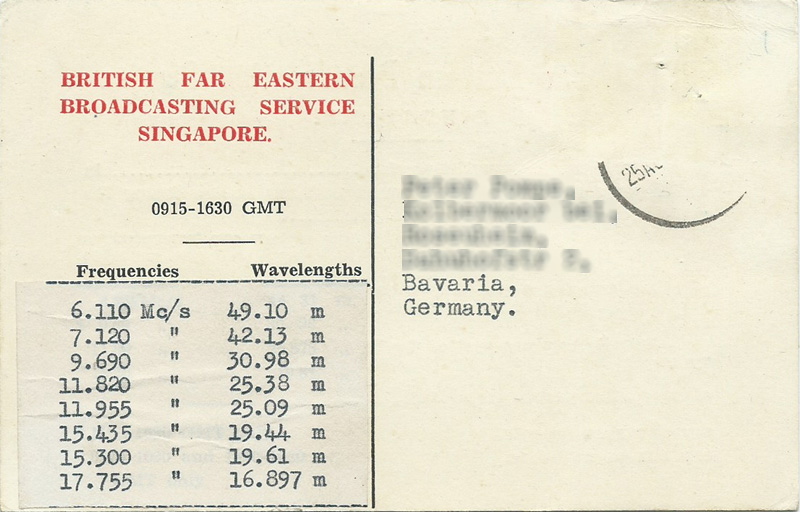 BRITISH FAR EASTERN
BROADCASTING SERVICE
SINGAPORE.
0915-1630 GMT
Frequencies Wavelengths
6.110 Mc/s 49.10 m
7.120 " 42.13 m
9.690 " 30.98 m
11.820 " 25.38 m
11.955 " 25.09 m
15.435 " 19.44 m
15.300 " 19.61 m
17.755 " 16.897 m
Bavaria,
Germany.